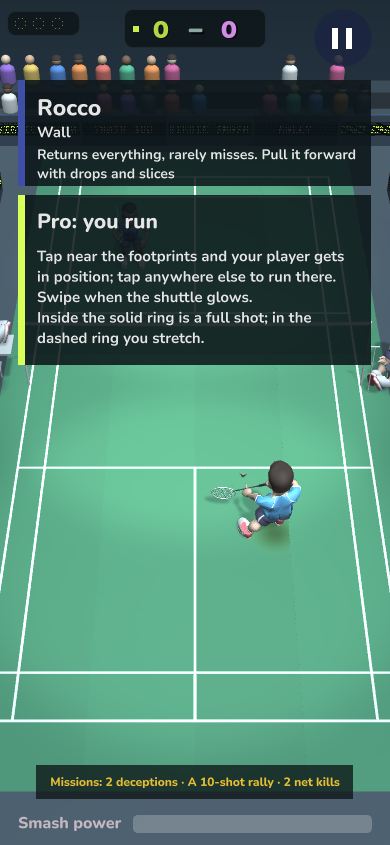 0 – 0
Rocco
Wall
Returns everything, rarely misses. Pull it forward
with drops and slices
Pro: you run
Tap near the footprints and your player gets
in position; tap anywhere else to run there.
Swipe when the shuttle glows.
Inside the solid ring is a full shot; in the
dashed ring you stretch.
Missions: 2 deceptions · A 10-shot rally · 2 net kills
Smash power